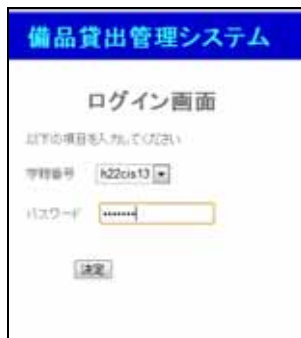 備品貸出管理システム
ログイン画面
以下の項目を入力してください
学籍番号 h22cis13
パスワード •••••••
決定